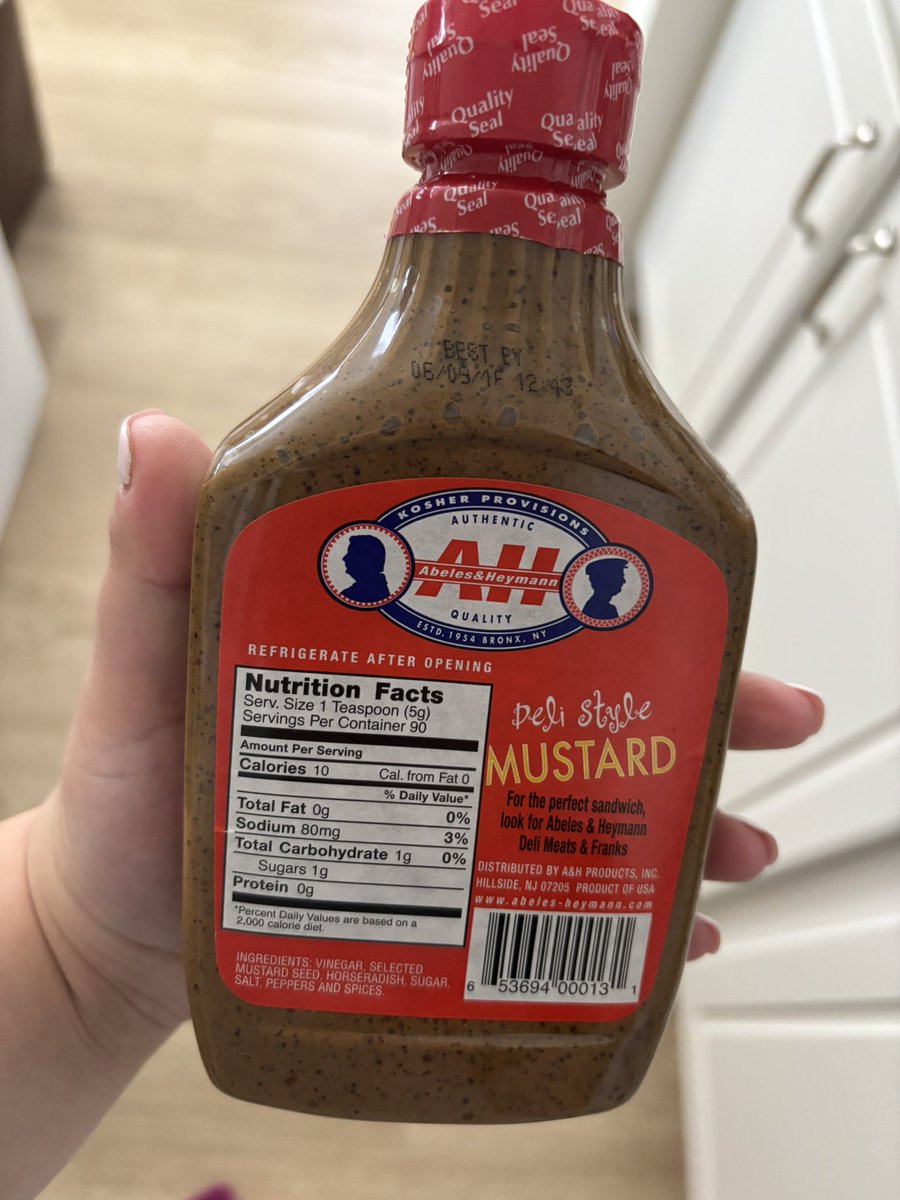 Quality
Seal
Quality
Seal
BEST BY
12:43
KOSHER PROVISIONS
AUTHENTIC
AH
Abeles&Heymann
QUALITY
ESTD. 1954 BRONX, NY
REFRIGERATE AFTER OPENING
Nutrition Facts
Serv. Size 1 Teaspoon (5g)
Servings Per Container 90
Amount Per Serving
Calories 10 Cal. from Fat 0
% Daily Value*
Total Fat 0g 0%
Sodium 80mg 3%
Total Carbohydrate 1g 0%
Sugars 1g
Protein 0g
*Percent Daily Values are based on a
2,000 calorie diet.
INGREDIENTS: VINEGAR, SELECTED
MUSTARD SEED, HORSERADISH, SUGAR,
SALT, PEPPERS AND SPICES.
Deli Style
MUSTARD
For the perfect sandwich,
look for Abeles & Heymann
Deli Meats & Franks
DISTRIBUTED BY A&H PRODUCTS, INC.
HILLSIDE, NJ 07205 PRODUCT OF USA
www.abeles-heymann.com
6 53694 00013 1